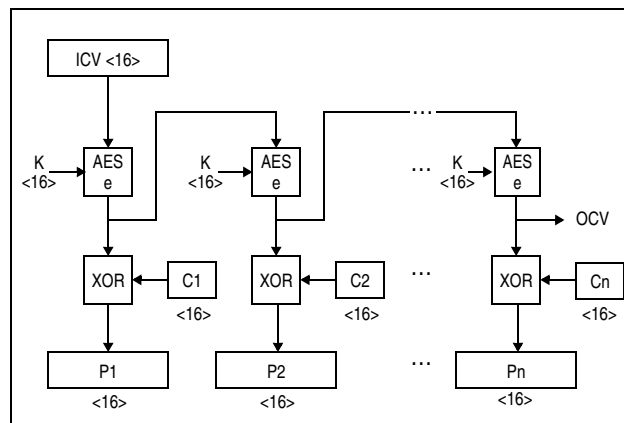 ICV <16>
...
K
<16>
AES
e
K
<16>
AES
e
...
K
<16>
AES
e
OCV
XOR
C1
<16>
XOR
C2
<16>
...
XOR
Cn
<16>
P1
<16>
P2
<16>
...
Pn
<16>